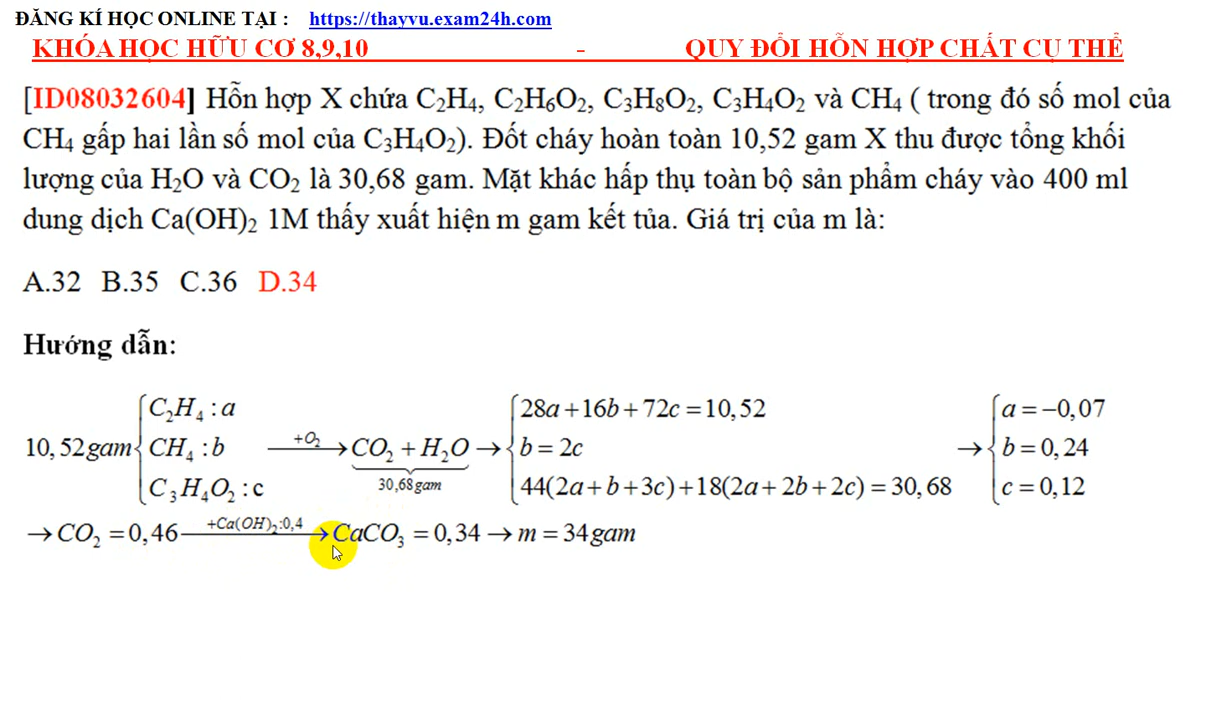 ĐĂNG KÍ HỌC ONLINE TẠI : https://thayvu.exam24h.com
KHÓA HỌC HỮU CƠ 8,9,10 - QUY ĐỔI HỖN HỢP CHẤT CỤ THỂ
[ID08032604] Hỗn hợp X chứa C₂H₄, C₂H₆O₂, C₃H₈O₂, C₃H₄O₂ và CH₄ ( trong đó số mol của
CH₄ gấp hai lần số mol của C₃H₄O₂). Đốt cháy hoàn toàn 10,52 gam X thu được tổng khối
lượng của H₂O và CO₂ là 30,68 gam. Mặt khác hấp thụ toàn bộ sản phẩm cháy vào 400 ml
dung dịch Ca(OH)₂ 1M thấy xuất hiện m gam kết tủa. Giá trị của m là:
A.32 B.35 C.36 D.34
Hướng dẫn:
C₂H₄ : a 28a+16b+72c=10,52 a=−0,07
10,52gam{ CH₄ : b +O₂→ CO₂+H₂O → { b=2c → { b=0,24
C₃H₄O₂ : c 30,68gam 44(2a+b+3c)+18(2a+2b+2c)=30,68 c=0,12
→CO₂=0,46 +Ca(OH)₂:0,4→ CaCO₃=0,34→m=34gam